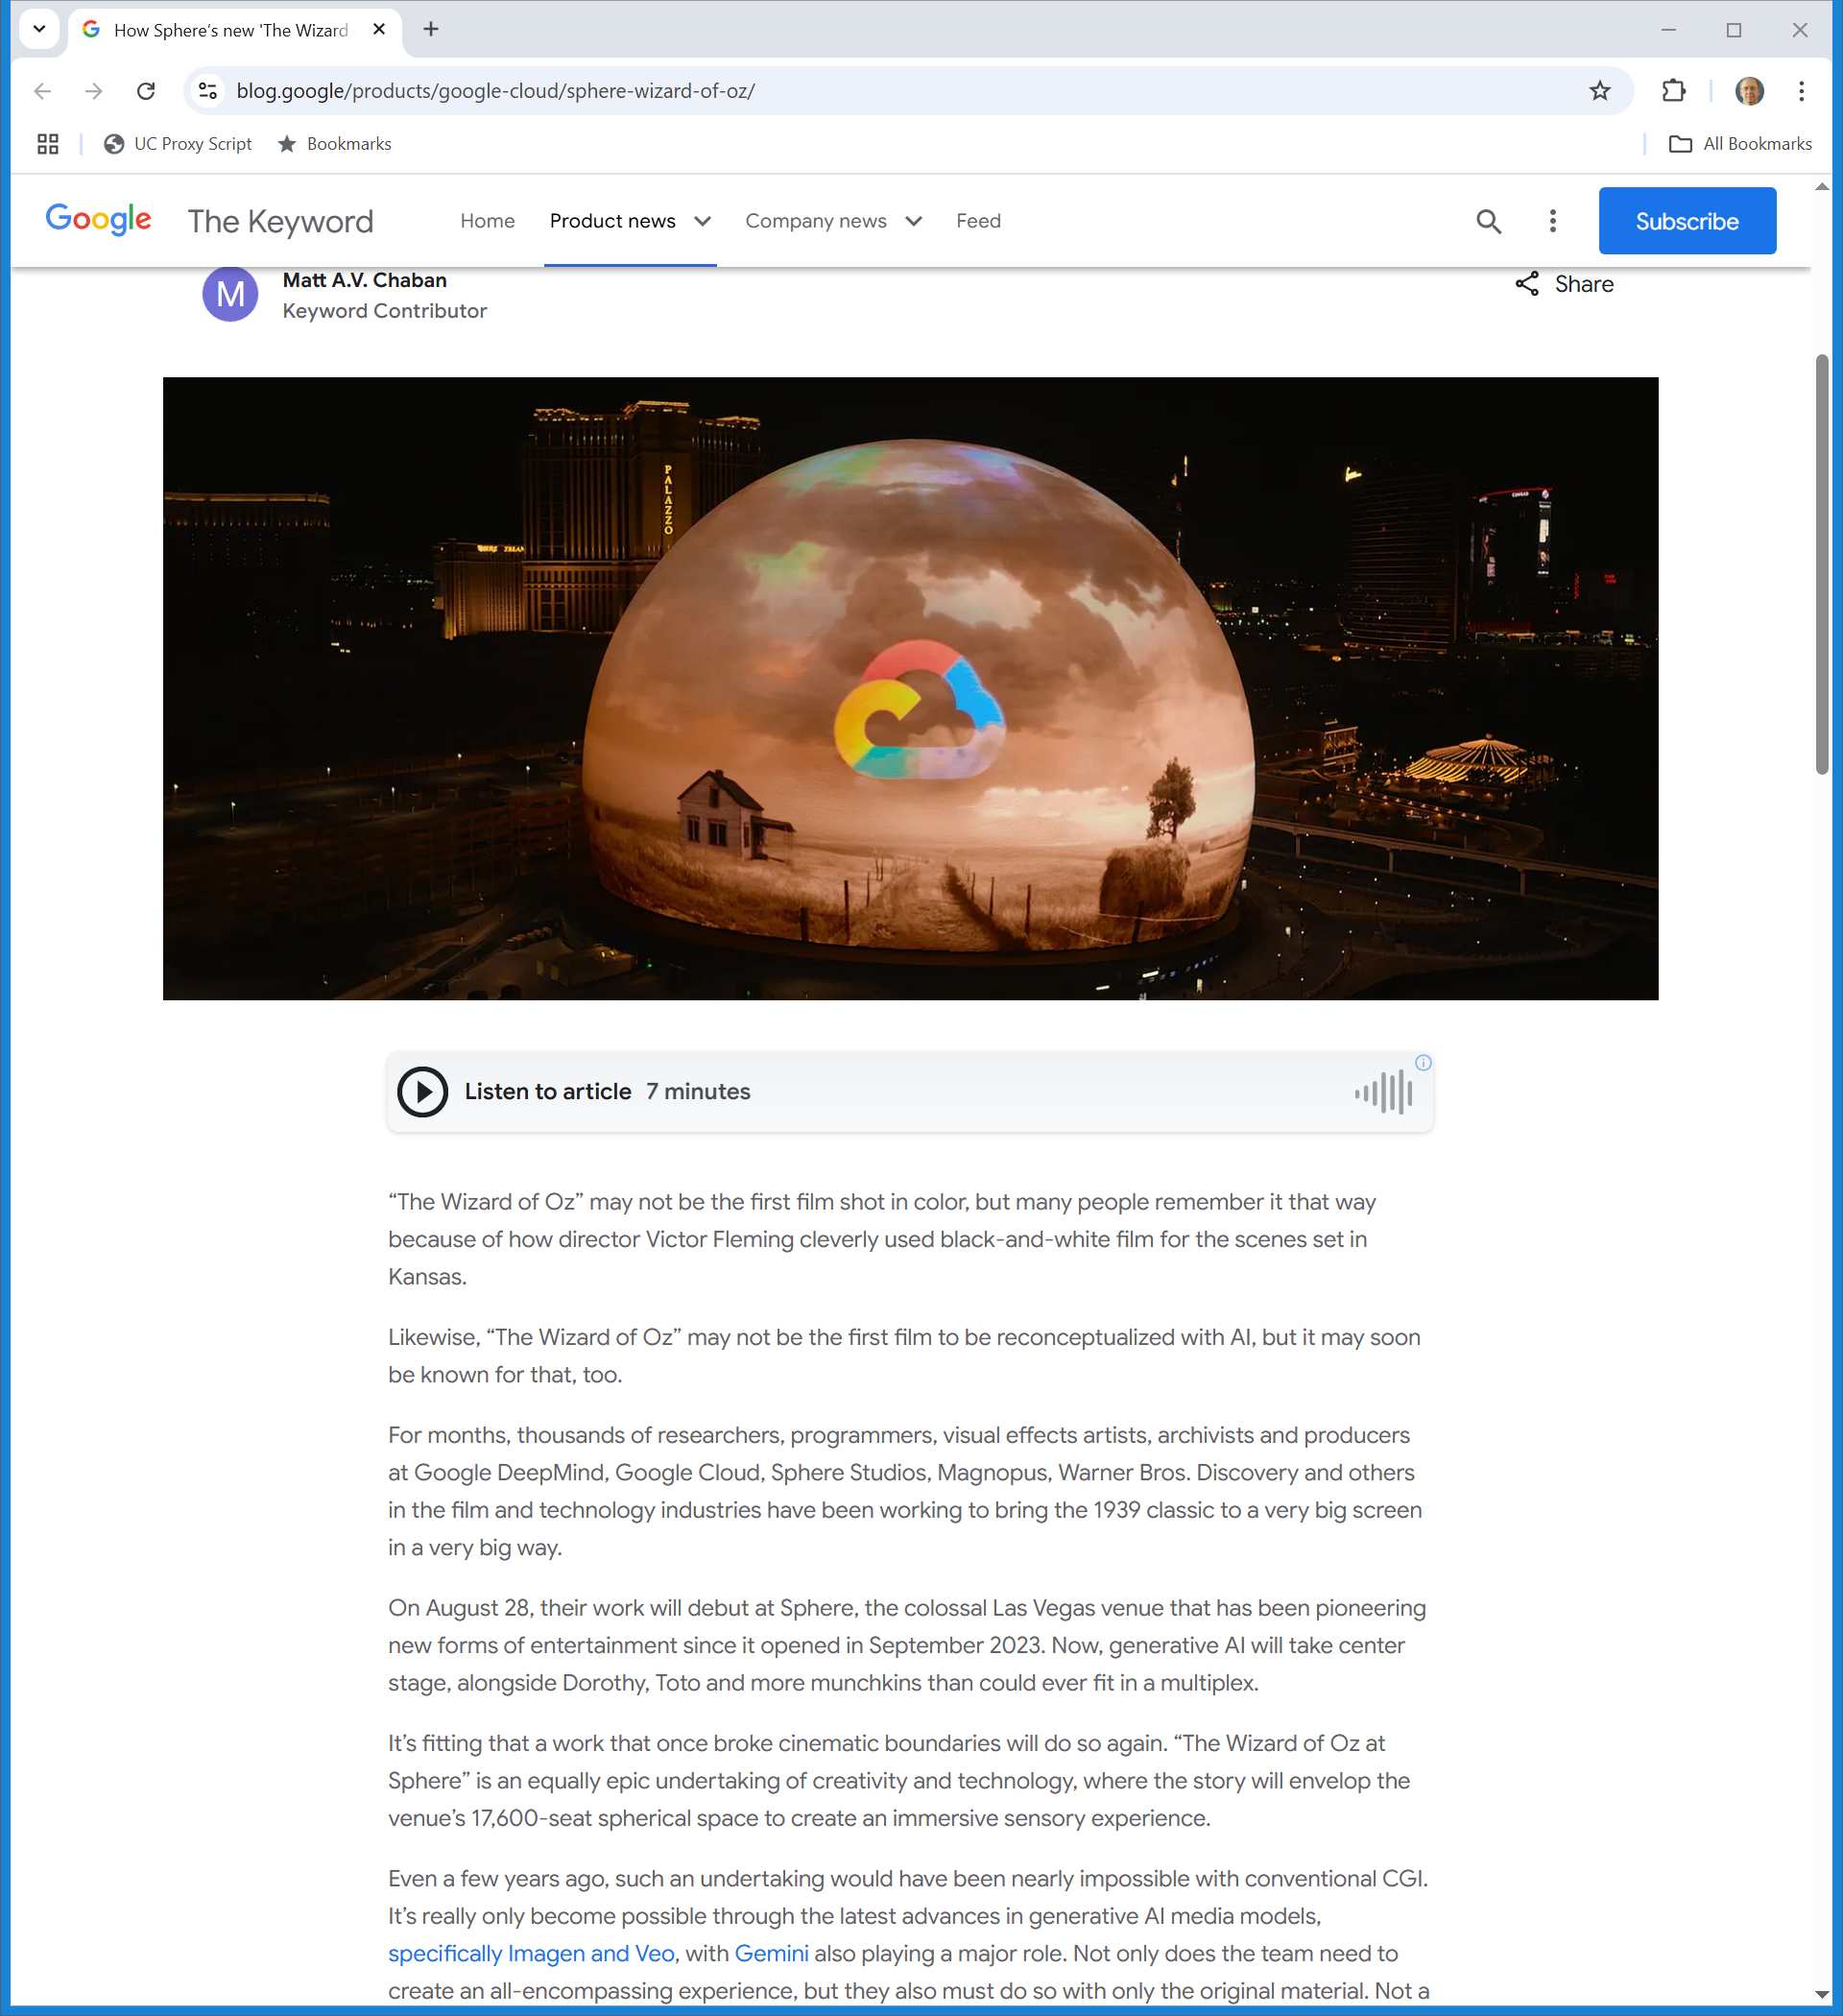 How Sphere's new 'The Wizard
blog.google/products/google-cloud/sphere-wizard-of-oz/
UC Proxy Script
Bookmarks
All Bookmarks
Google The Keyword Home Product news Company news Feed Subscribe
M
Matt A.V. Chaban
Keyword Contributor
Share
PALAZZO
Listen to article 7 minutes
“The Wizard of Oz” may not be the first film shot in color, but many people remember it that way
because of how director Victor Fleming cleverly used black-and-white film for the scenes set in
Kansas.
Likewise, “The Wizard of Oz” may not be the first film to be reconceptualized with AI, but it may soon
be known for that, too.
For months, thousands of researchers, programmers, visual effects artists, archivists and producers
at Google DeepMind, Google Cloud, Sphere Studios, Magnopus, Warner Bros. Discovery and others
in the film and technology industries have been working to bring the 1939 classic to a very big screen
in a very big way.
On August 28, their work will debut at Sphere, the colossal Las Vegas venue that has been pioneering
new forms of entertainment since it opened in September 2023. Now, generative AI will take center
stage, alongside Dorothy, Toto and more munchkins than could ever fit in a multiplex.
It’s fitting that a work that once broke cinematic boundaries will do so again. “The Wizard of Oz at
Sphere” is an equally epic undertaking of creativity and technology, where the story will envelop the
venue’s 17,600-seat spherical space to create an immersive sensory experience.
Even a few years ago, such an undertaking would have been nearly impossible with conventional CGI.
It’s really only become possible through the latest advances in generative AI media models,
specifically Imagen and Veo, with Gemini also playing a major role. Not only does the team need to
create an all-encompassing experience, but they also must do so with only the original material. Not a